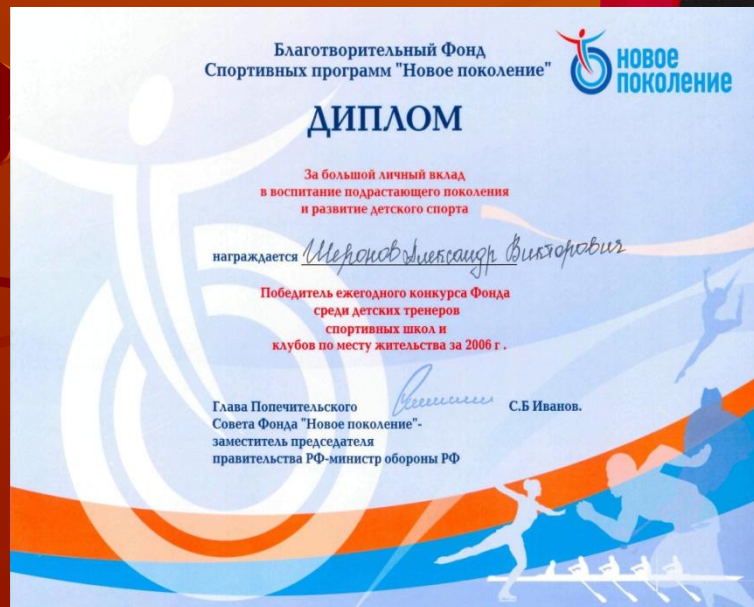 Благотворительный Фонд
Спортивных программ "Новое поколение"
НОВОЕ
ПОКОЛЕНИЕ
ДИПЛОМ
За большой личный вклад
в воспитание подрастающего поколения
и развитие детского спорта
награждается Шеронов Александр Викторович
Победитель ежегодного конкурса Фонда
среди детских тренеров
спортивных школ и
клубов по месту жительства за 2006 г .
Глава Попечительского
Совета Фонда "Новое поколение"-
заместитель председателя
правительства РФ-министр обороны РФ
С.Б Иванов.